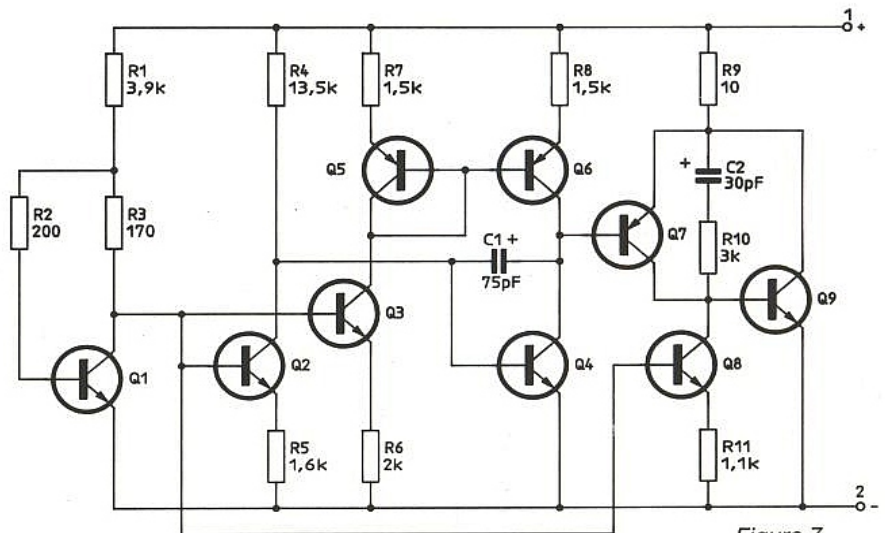 1
+
R1
3,9k
R4
13,5k
R7
1,5k
R8
1,5k
R9
10
R2
200
R3
170
Q5
Q6
+
C2
30pF
C1 +
75pF
Q7
R10
3k
Q3
Q9
Q1
Q2
Q4
Q8
R5
1,6k
R6
2k
R11
1,1k
2
-
Figure 7